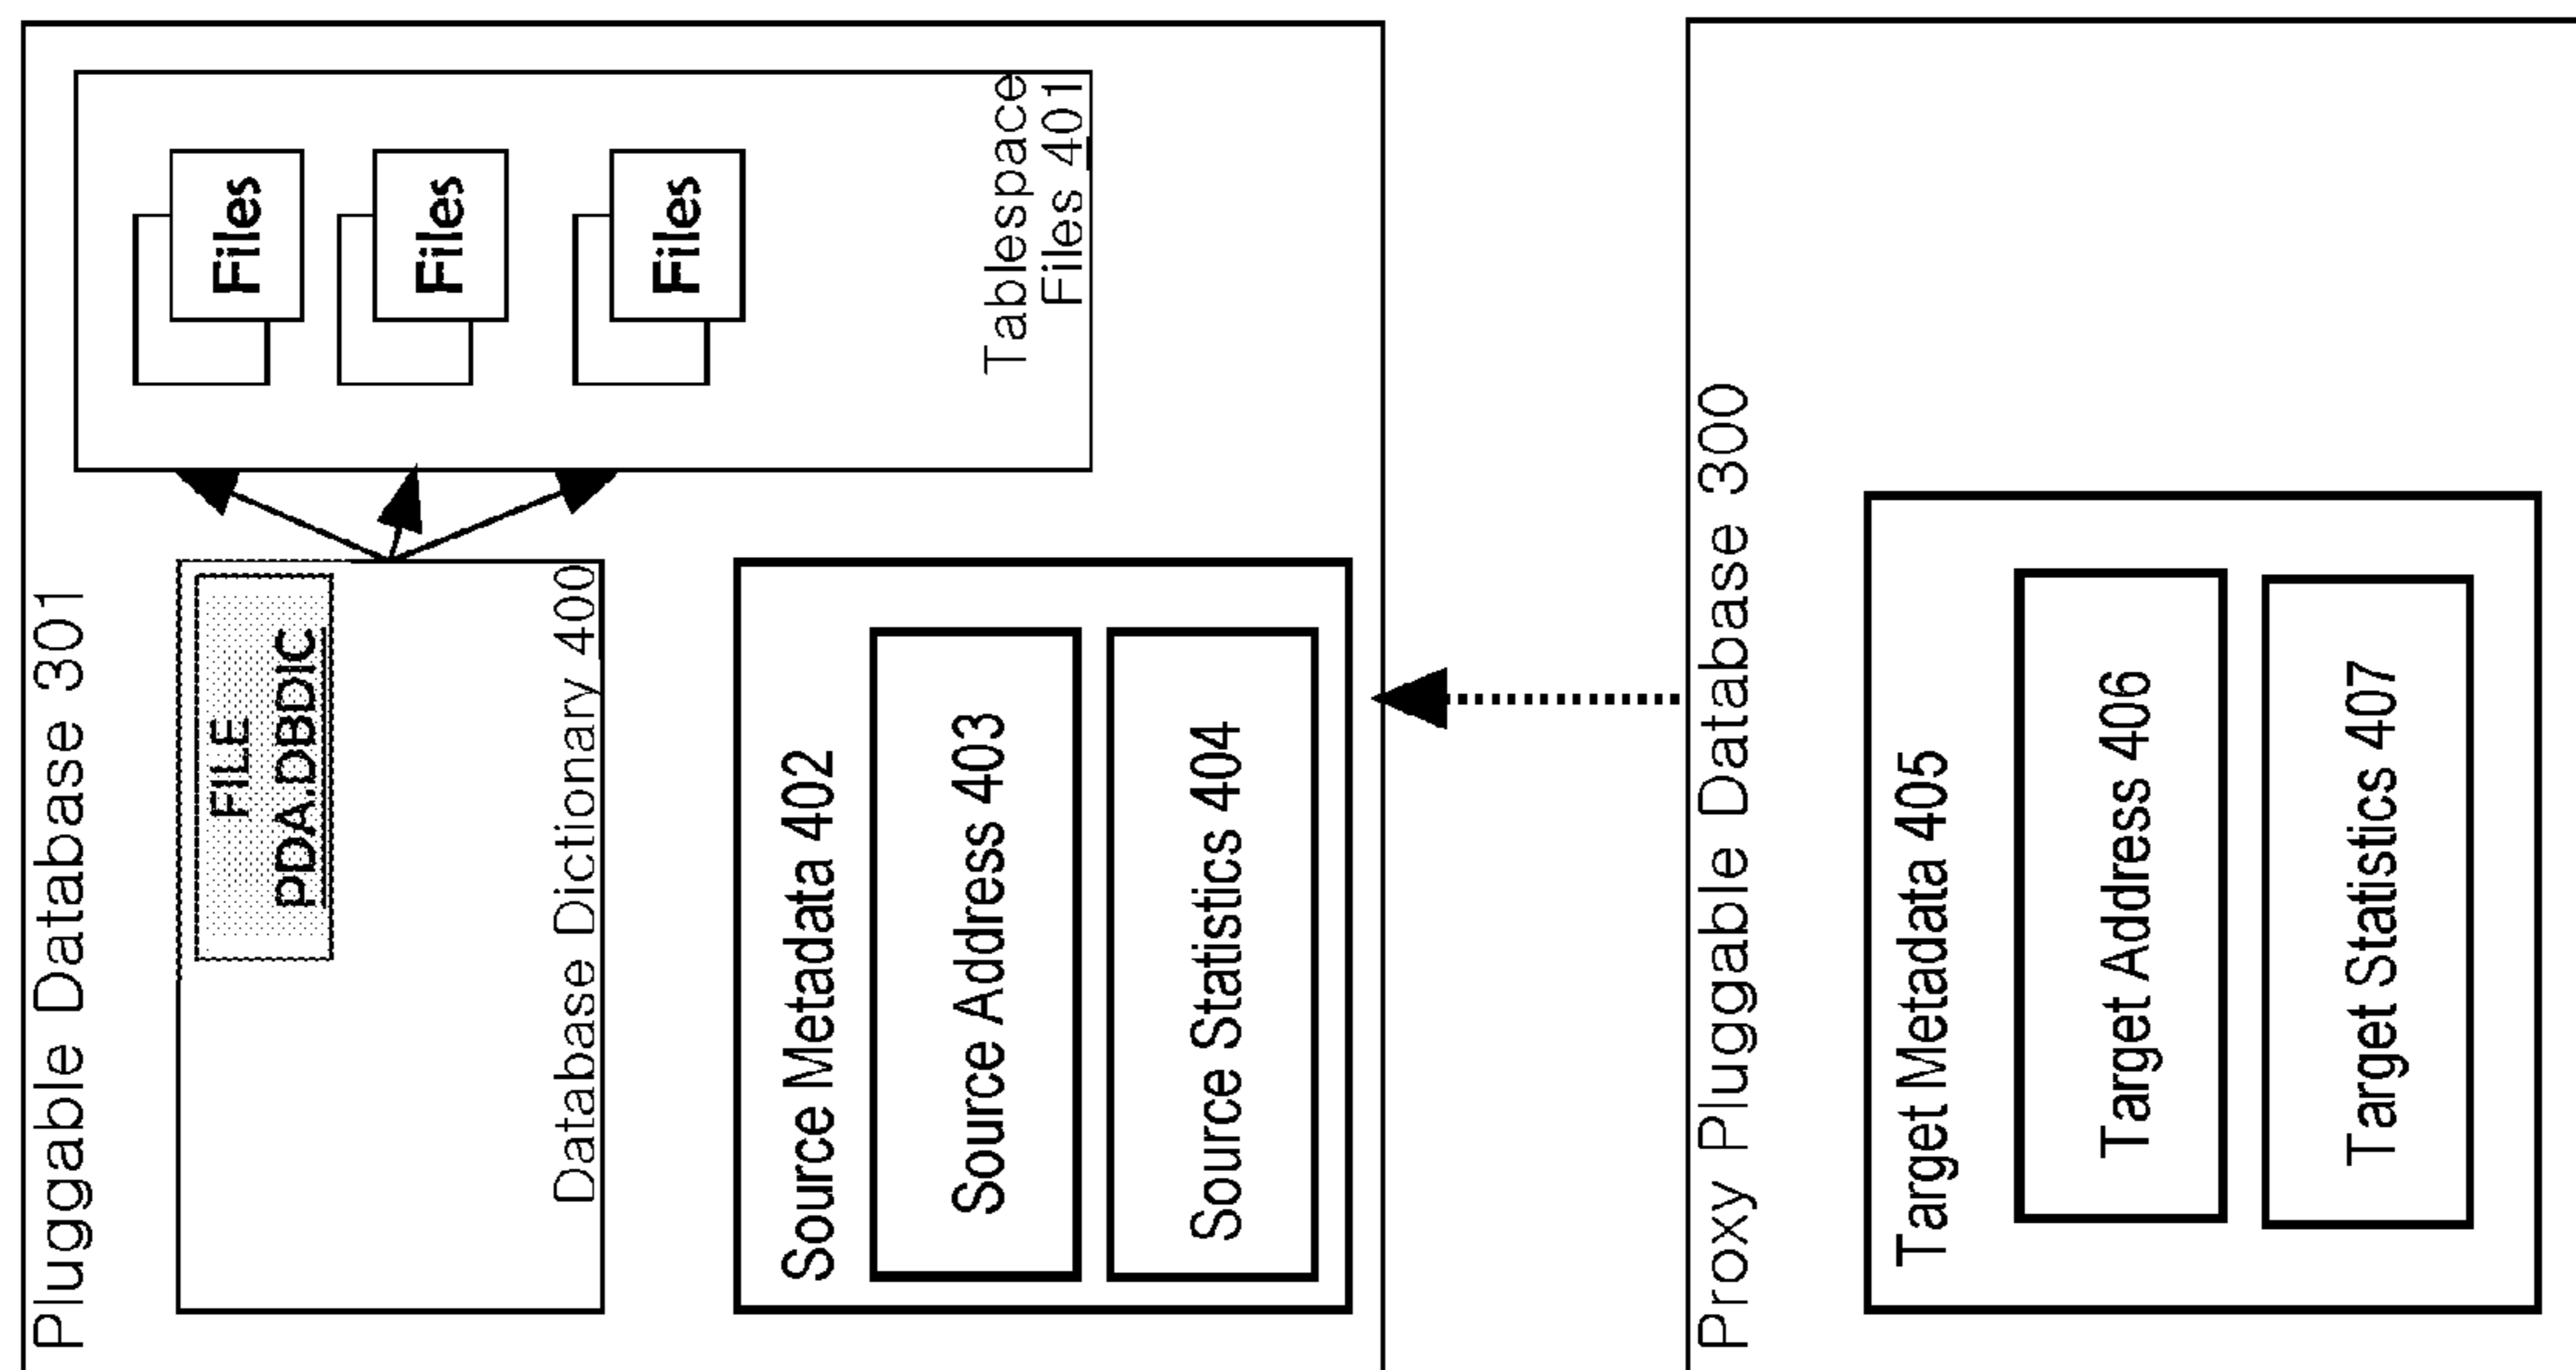 Pluggable Database 301
FILE
PDA.DBDIC
Database Dictionary 400
Files
Files
Files
Tablespace
Files 401
Source Metadata 402
Source Address 403
Source Statistics 404
Proxy Pluggable Database 300
Target Metadata 405
Target Address 406
Target Statistics 407